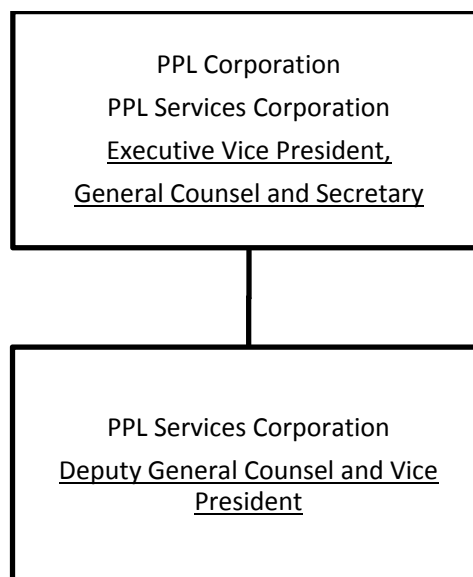 PPL Corporation
PPL Services Corporation
Executive Vice President,
General Counsel and Secretary
PPL Services Corporation
Deputy General Counsel and Vice
President